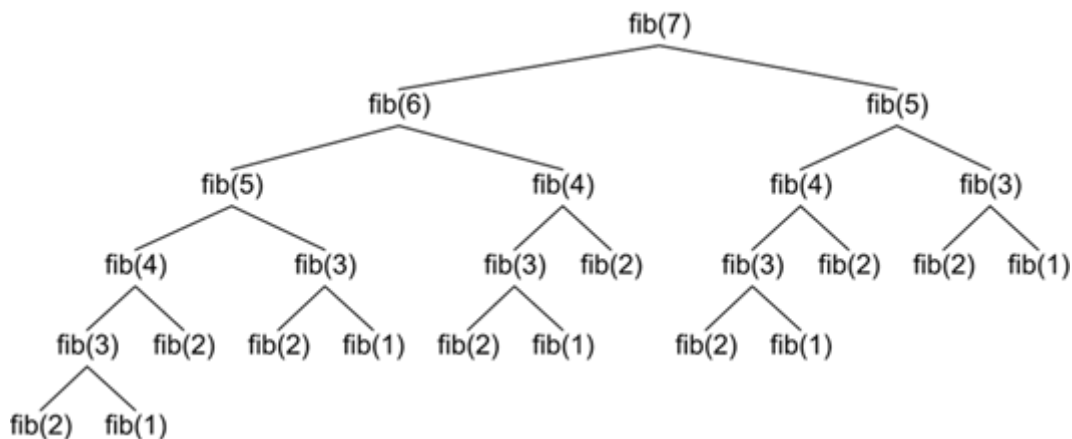 fib(7)
fib(6) fib(5)
fib(5) fib(4) fib(4) fib(3)
fib(4) fib(3) fib(3) fib(2) fib(3) fib(2) fib(2) fib(1)
fib(3) fib(2) fib(2) fib(1) fib(2) fib(1) fib(2) fib(1)
fib(2) fib(1)